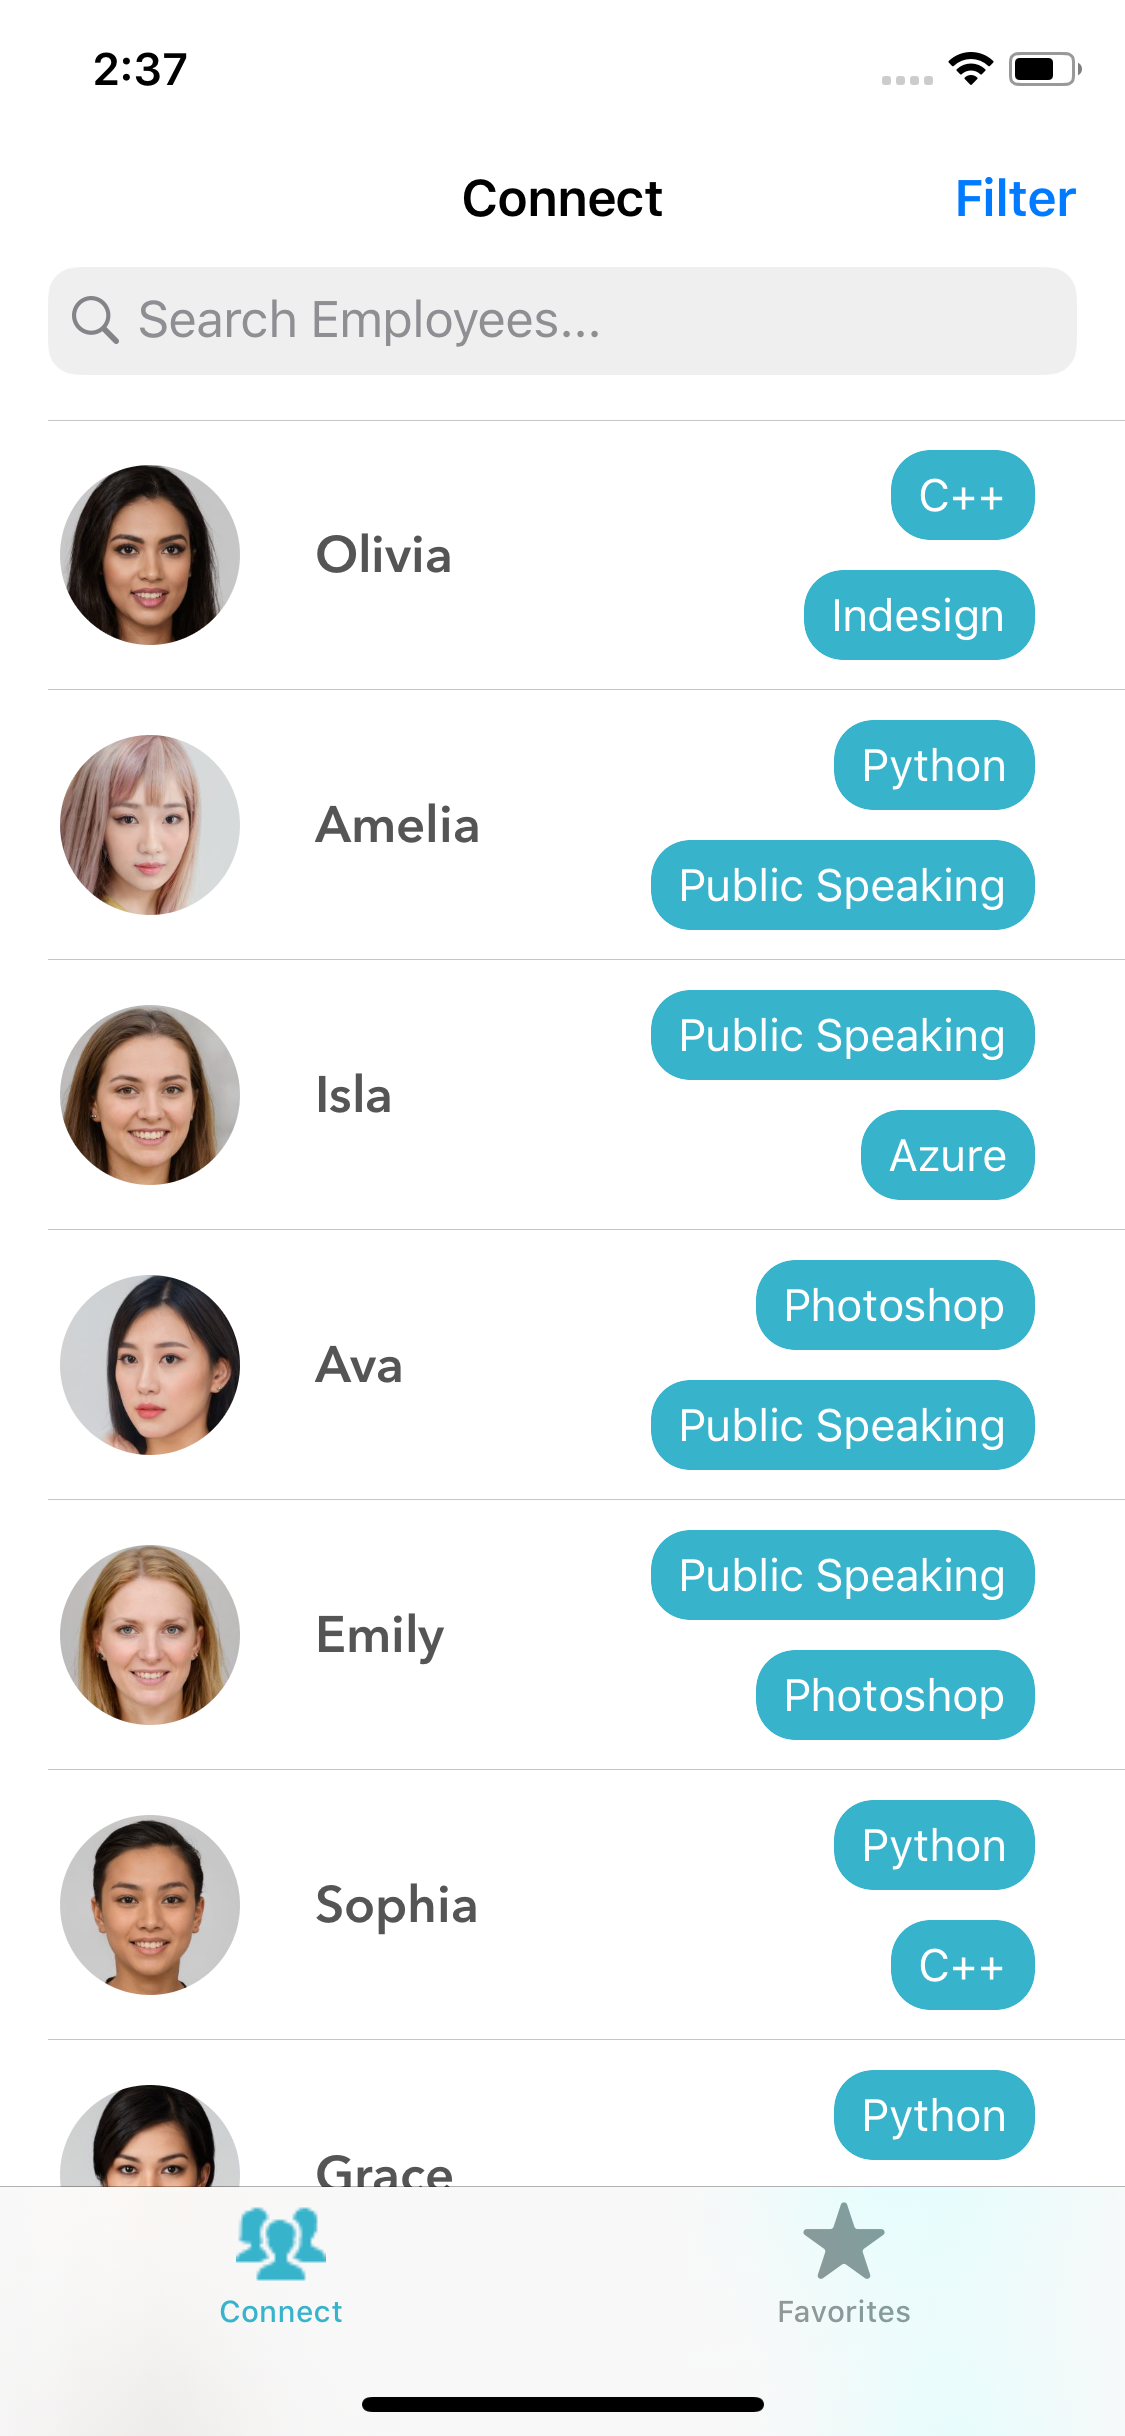 2:37
Connect
Filter
Search Employees...
Olivia
C++
Indesign
Amelia
Python
Public Speaking
Isla
Public Speaking
Azure
Ava
Photoshop
Public Speaking
Emily
Public Speaking
Photoshop
Sophia
Python
C++
Grace
Python
Connect
Favorites